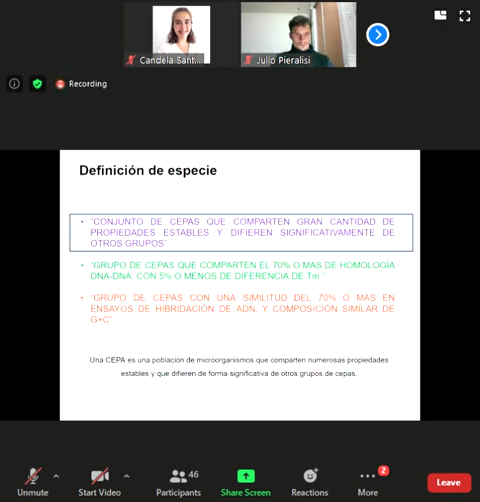 Candela Sant...
Julio Pieralisi
Recording
Definición de especie
• "CONJUNTO DE CEPAS QUE COMPARTEN GRAN CANTIDAD DE
PROPIEDADES ESTABLES Y DIFIEREN SIGNIFICATIVAMENTE DE
OTROS GRUPOS"
• "GRUPO DE CEPAS QUE COMPARTEN EL 70% O MAS DE HOMOLOGÍA
DNA-DNA, CON 5% O MENOS DE DIFERENCIA DE Tm "
• "GRUPO DE CEPAS CON UNA SIMILITUD DEL 70% O MAS EN
ENSAYOS DE HIBRIDACIÓN DE ADN, Y COMPOSICIÓN SIMILAR DE
G+C"
Una CEPA es una población de microorganismos que comparten numerosas propiedades
estables y que difieren de forma significativa de otros grupos de cepas.
46
2
Unmute
Start Video
Participants
Share Screen
Reactions
More
Leave